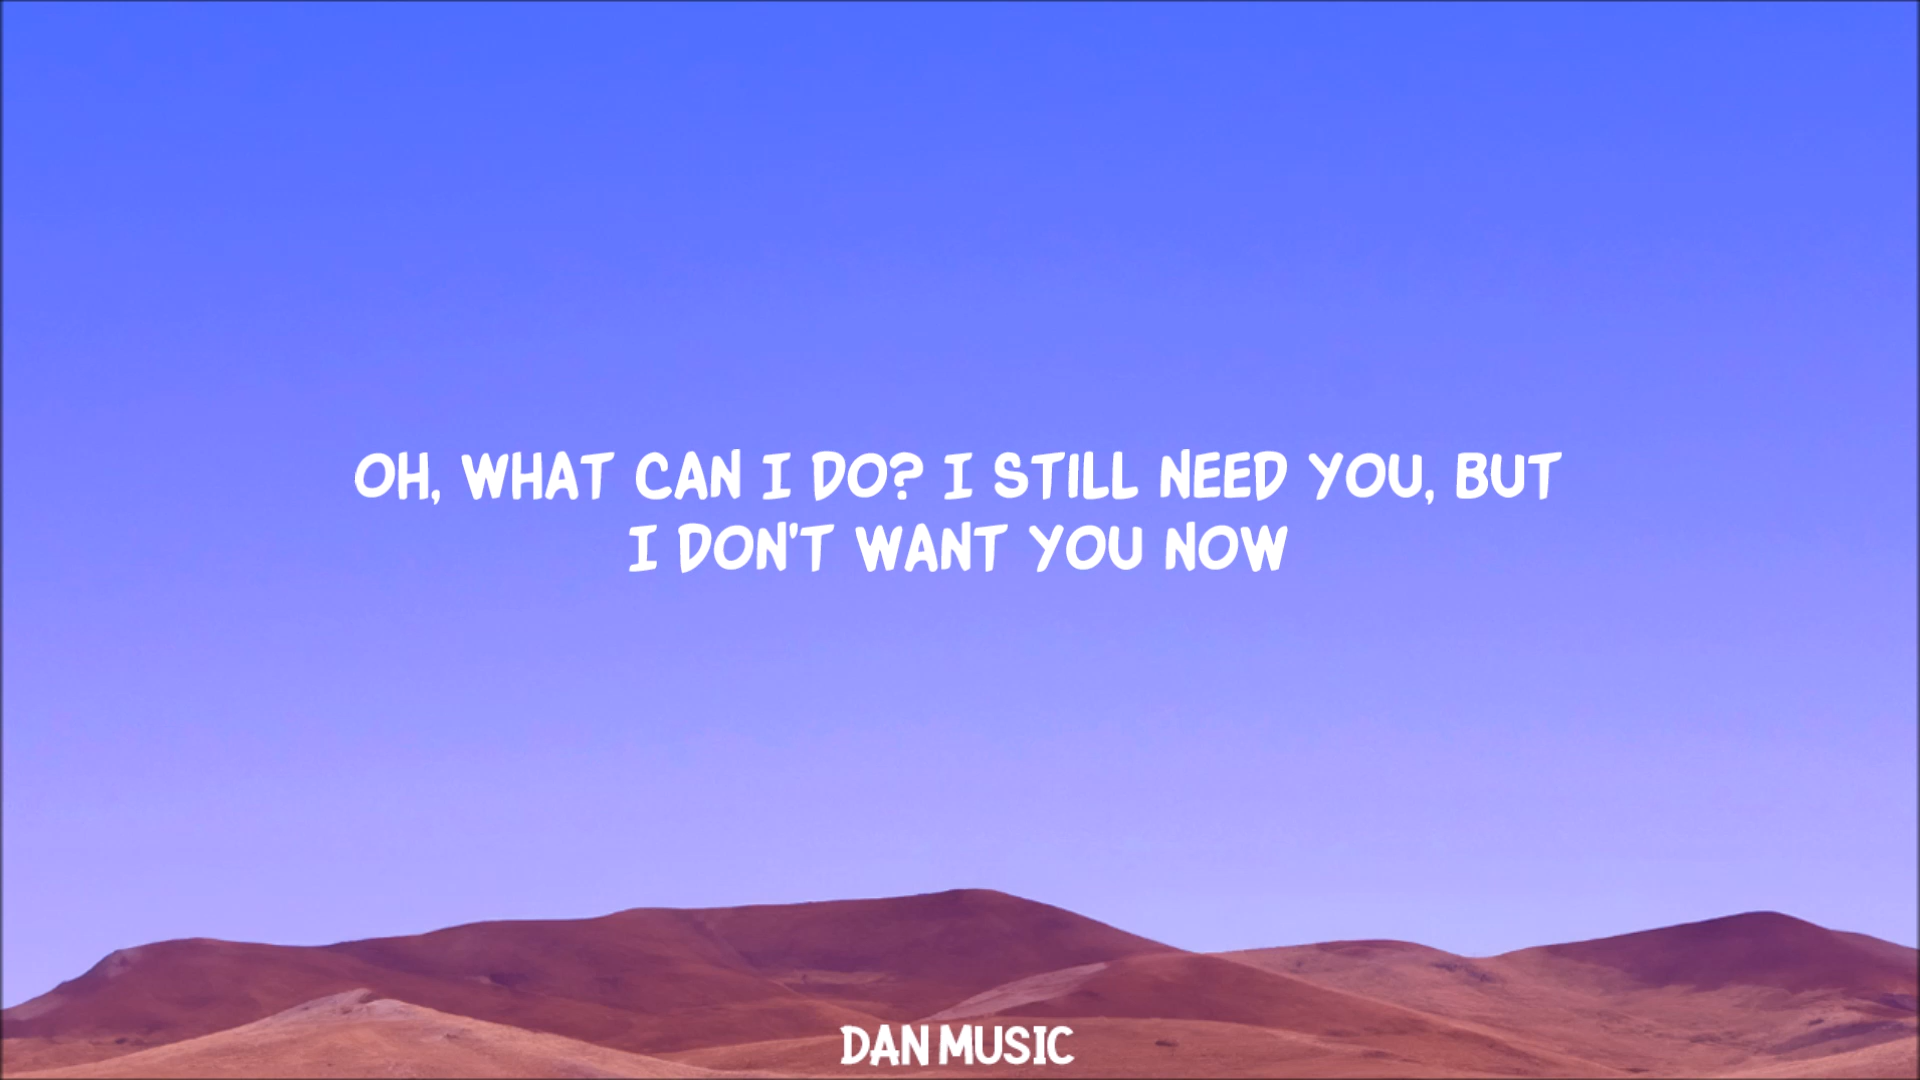 OH, WHAT CAN I DO? I STILL NEED YOU, BUT
I DON'T WANT YOU NOW
DAN MUSIC